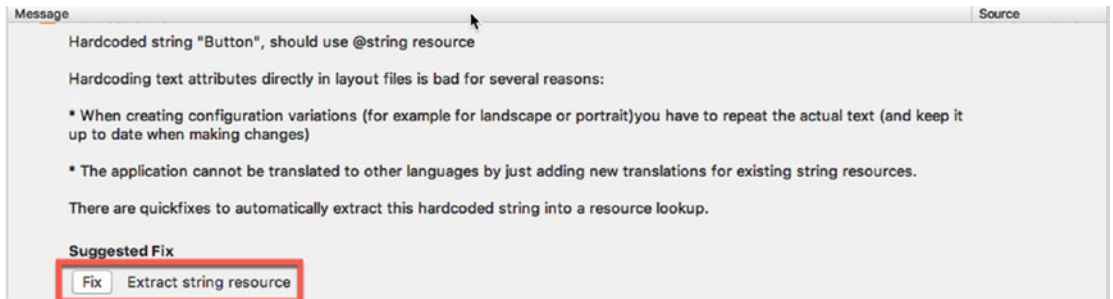 Message Source
Hardcoded string "Button", should use @string resource
Hardcoding text attributes directly in layout files is bad for several reasons:
* When creating configuration variations (for example for landscape or portrait)you have to repeat the actual text (and keep it
up to date when making changes)
* The application cannot be translated to other languages by just adding new translations for existing string resources.
There are quickfixes to automatically extract this hardcoded string into a resource lookup.
Suggested Fix
Fix Extract string resource